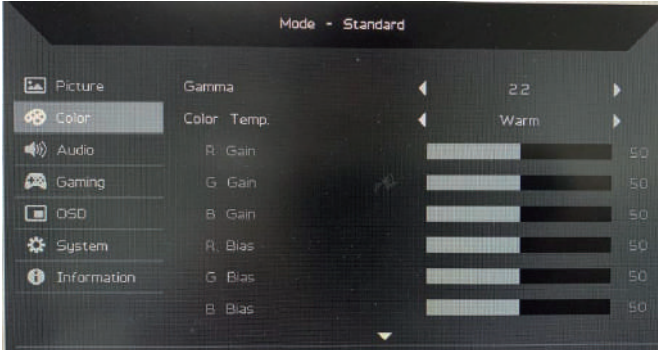 Mode - Standard
Picture
Gamma 2.2
Color
Color Temp. Warm
Audio
R. Gain 50
Gaming
G Gain 50
OSD
B Gain 50
System
R. Bias 50
Information
G Bias 50
B Bias 50